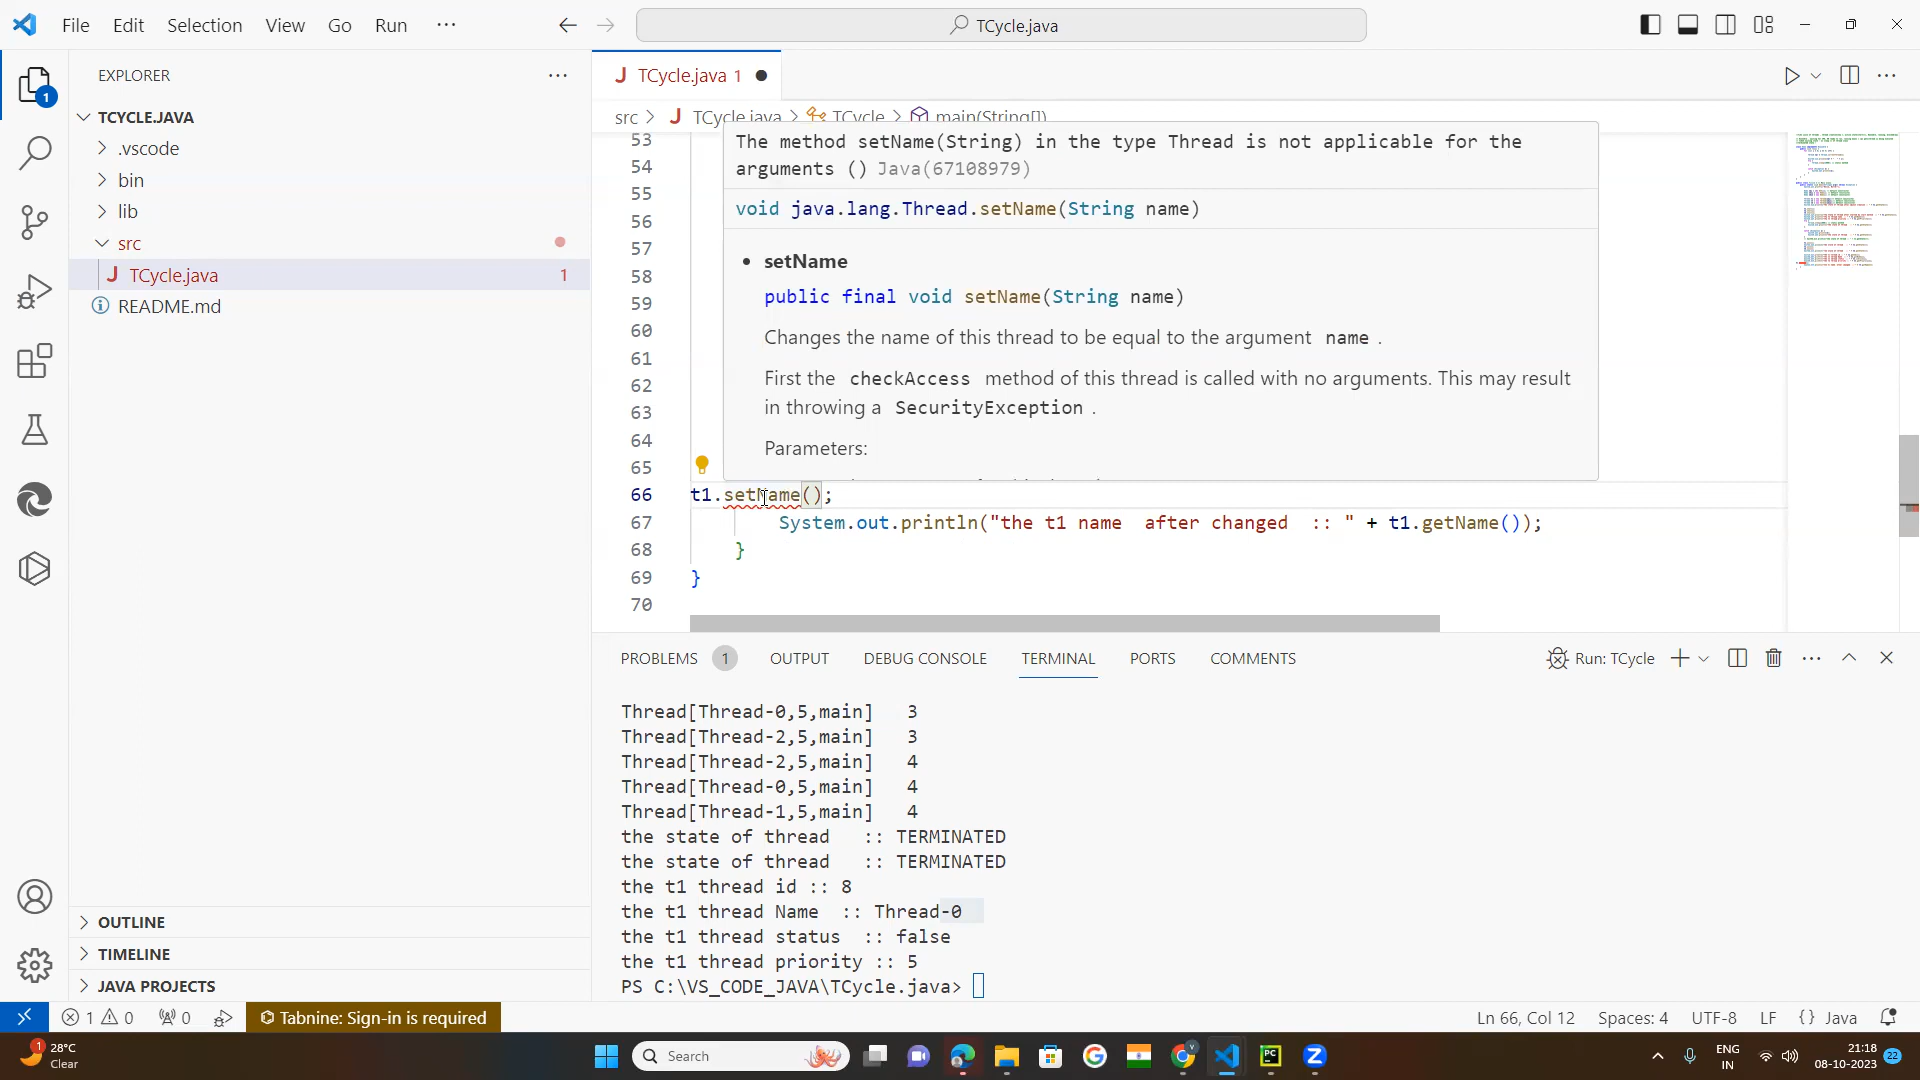 File Edit Selection View Go Run ···
TCycle.java
EXPLORER
TCycle.java 1
TCYCLE.JAVA
.vscode
bin
lib
src
TCycle.java 1
README.md
1
src > TCycle.java > TCycle > main(String[])
The method setName(String) in the type Thread is not applicable for the
arguments () Java(67108979)
void java.lang.Thread.setName(String name)
• setName
public final void setName(String name)
Changes the name of this thread to be equal to the argument name .
First the checkAccess method of this thread is called with no arguments. This may result
in throwing a SecurityException .
Parameters:
53
54
55
56
57
58
59
60
61
62
63
64
65
66 t1.setName();
67 System.out.println("the t1 name  after changed  :: " + t1.getName());
68 }
69 }
70
PROBLEMS 1 OUTPUT DEBUG CONSOLE TERMINAL PORTS COMMENTS
Run: TCycle
Thread[Thread-0,5,main]   3
Thread[Thread-2,5,main]   3
Thread[Thread-2,5,main]   4
Thread[Thread-0,5,main]   4
Thread[Thread-1,5,main]   4
the state of thread   :: TERMINATED
the state of thread   :: TERMINATED
the t1 thread id :: 8
the t1 thread Name  :: Thread-0
the t1 thread status  :: false
the t1 thread priority :: 5
PS C:\VS_CODE_JAVA\TCycle.java>
OUTLINE
TIMELINE
JAVA PROJECTS
1 0 0 Tabnine: Sign-in is required
Ln 66, Col 12 Spaces: 4 UTF-8 LF {} Java
1
28°C
Clear
Search
ENG
IN
21:18
08-10-2023
22